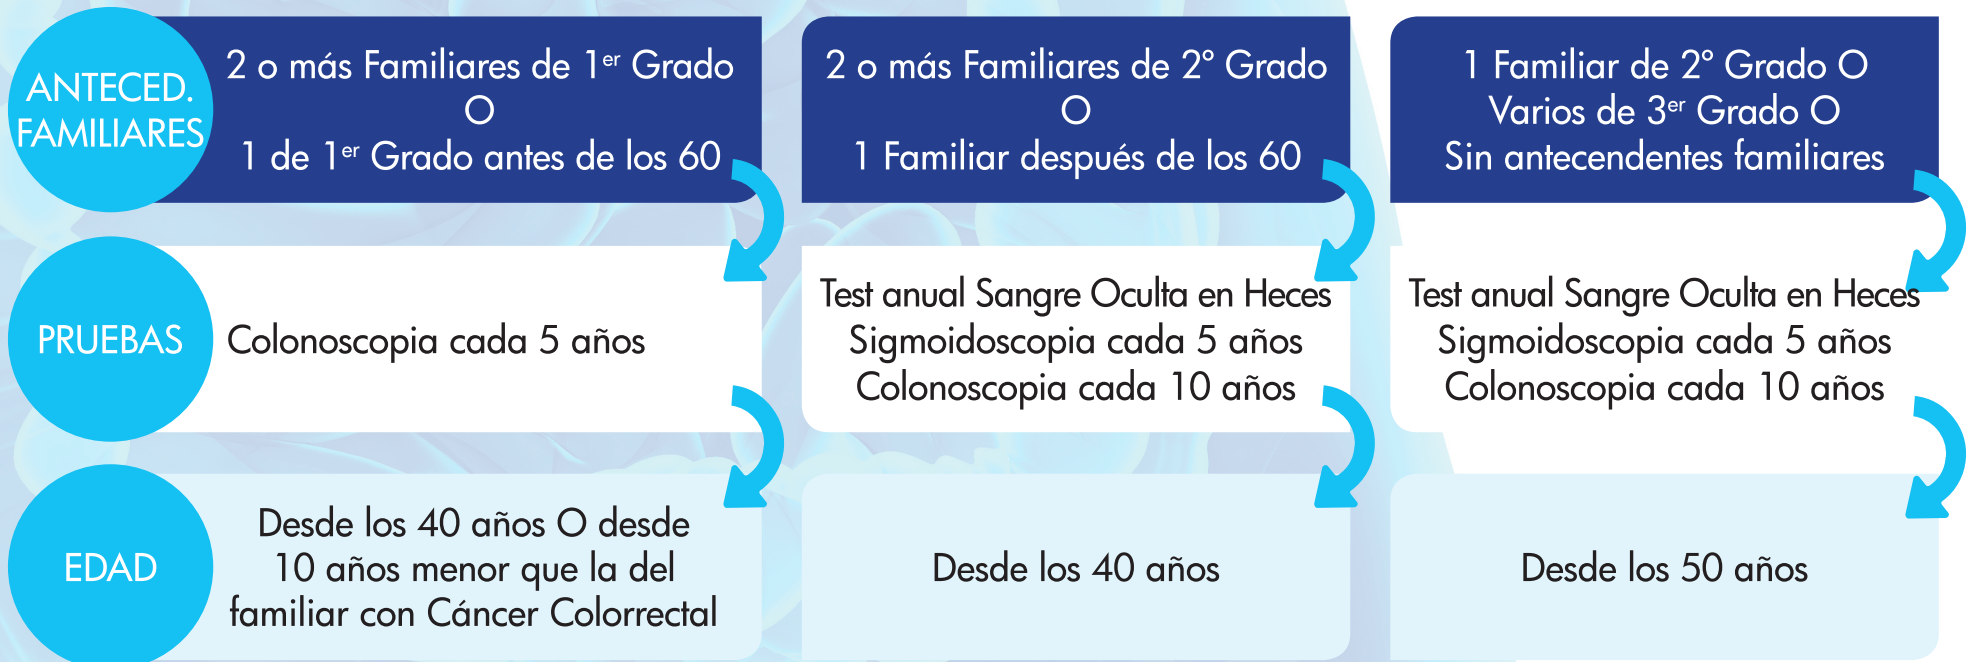 ANTECED.
FAMILIARES
2 o más Familiares de 1er Grado
O
1 de 1er Grado antes de los 60
2 o más Familiares de 2º Grado
O
1 Familiar después de los 60
1 Familiar de 2º Grado O
Varios de 3er Grado O
Sin antecendentes familiares
PRUEBAS
Colonoscopia cada 5 años
Test anual Sangre Oculta en Heces
Sigmoidoscopia cada 5 años
Colonoscopia cada 10 años
Test anual Sangre Oculta en Heces
Sigmoidoscopia cada 5 años
Colonoscopia cada 10 años
EDAD
Desde los 40 años O desde
10 años menor que la del
familiar con Cáncer Colorrectal
Desde los 40 años
Desde los 50 años